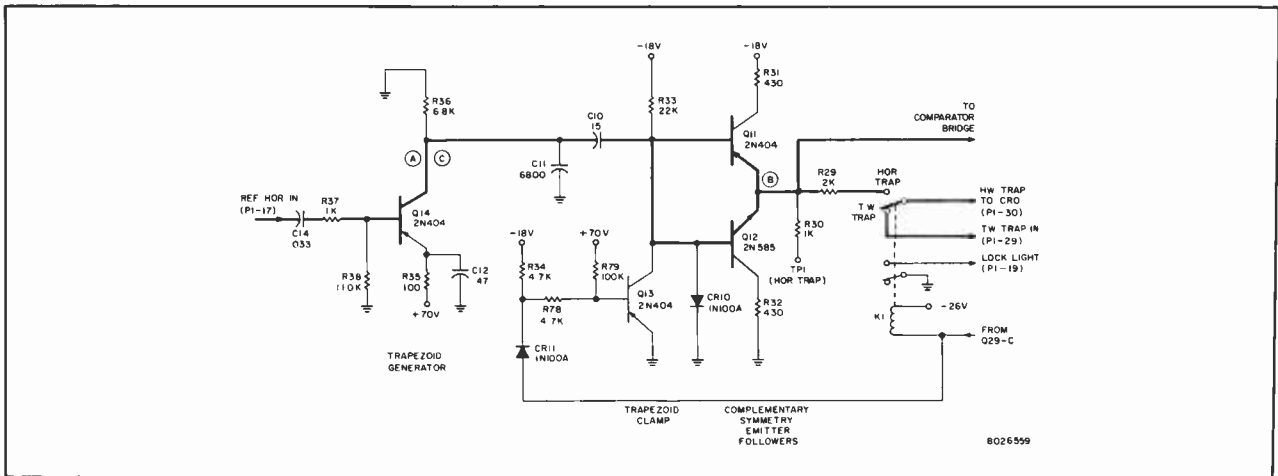 -18V
-18V
R31
430
R36
68K
R33
22K
TO
COMPARATOR
BRIDGE
C10
15
Q11
2N404
A
C
C11
6800
B
R29
2K
HOR
TRAP
REF HOR IN
(P1-17)
R37
1K
Q14
2N404
T W
TRAP
HW TRAP
TO CRO
(P1-30)
C14
033
TW TRAP IN
(P1-29)
Q12
2N585
R30
1K
-18V
+70V
LOCK LIGHT
(P1-19)
R38
110K
R35
100
C12
47
R34
4.7K
R79
100K
TP1
(HOR TRAP)
Q13
2N404
CR10
1N100A
R32
430
+70V
R78
4.7K
-26V
K1
CR11
1N100A
FROM
Q29-C
TRAPEZOID
GENERATOR
TRAPEZOID
CLAMP
COMPLEMENTARY
SYMMETRY
EMITTER
FOLLOWERS
8026559